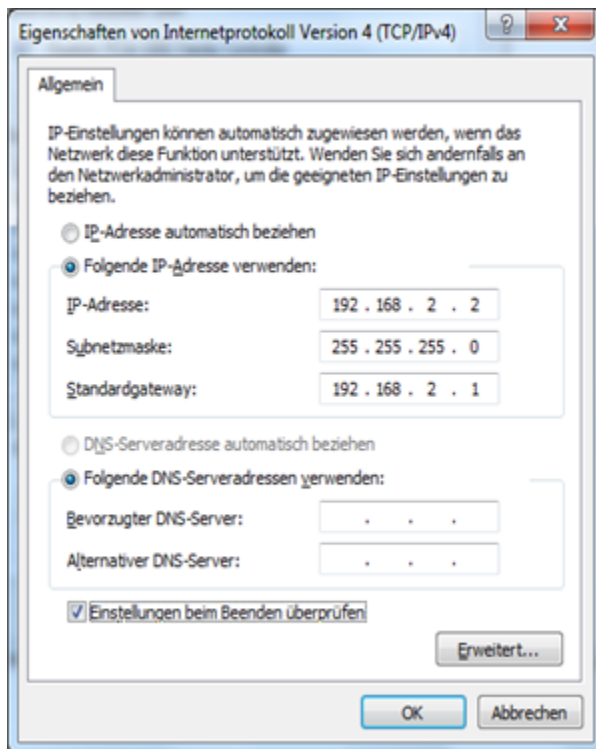 Eigenschaften von Internetprotokoll Version 4 (TCP/IPv4)
Allgemein
IP-Einstellungen können automatisch zugewiesen werden, wenn das
Netzwerk diese Funktion unterstützt. Wenden Sie sich andernfalls an
den Netzwerkadministrator, um die geeigneten IP-Einstellungen zu
beziehen.
IP-Adresse automatisch beziehen
Folgende IP-Adresse verwenden:
IP-Adresse: 192 . 168 . 2 . 2
Subnetzmaske: 255 . 255 . 255 . 0
Standardgateway: 192 . 168 . 2 . 1
DNS-Serveradresse automatisch beziehen
Folgende DNS-Serveradressen verwenden:
Bevorzugter DNS-Server: . . .
Alternativer DNS-Server: . . .
Einstellungen beim Beenden überprüfen
Erweitert...
OK Abbrechen